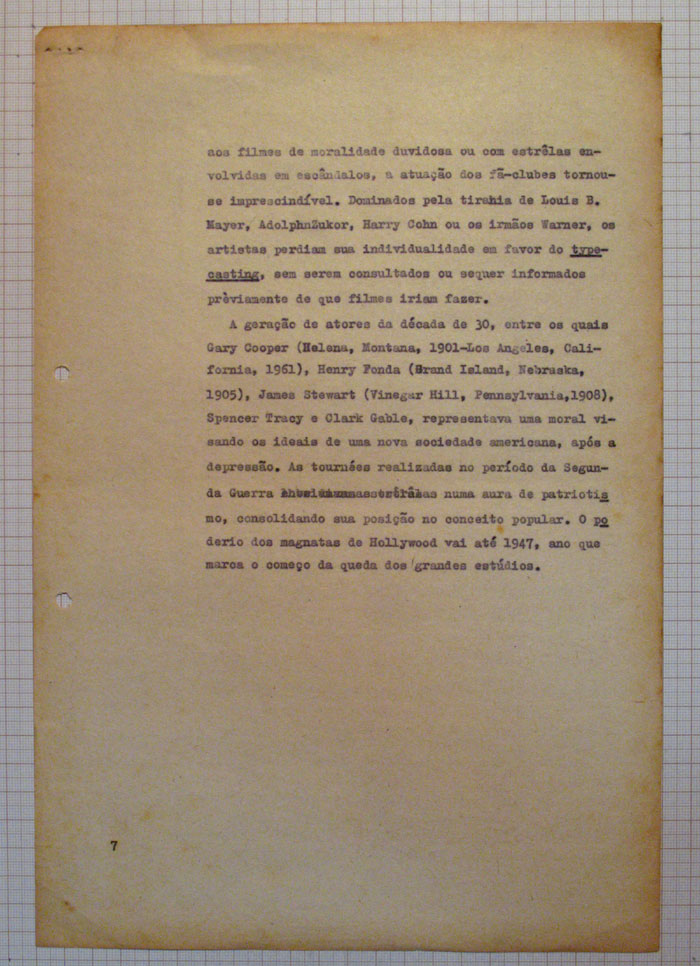 aos filmes de moralidade duvidosa ou com estrêlas en-
volvidas em escândalos, a atuação dos fã-clubes tornou-
se imprescindível. Dominados pela tirahia de Louis B.
Mayer, AdolphnZukor, Harry Cohn ou os irmãos Warner, os
artistas perdiam sua individualidade em favor do type-
casting, sem serem consultados ou sequer informados
prèviamente de que filmes iriam fazer.
A geração de atores da década de 30, entre os quais
Gary Cooper (Helena, Montana, 1901-Los Angeles, Cali-
fornia, 1961), Henry Fonda (Grand Island, Nebraska,
1905), James Stewart (Vinegar Hill, Pennsylvania,1908),
Spencer Tracy e Clark Gable, representava uma moral vi-
sando os ideais de uma nova sociedade americana, após a
depressão. As tournées realizadas no período da Segun-
da Guerra numa aura de patriotis
mo, consolidando sua posição no conceito popular. O po
derio dos magnatas de Hollywood vai até 1947, ano que
marca o começo da queda dos grandes estúdios.
7